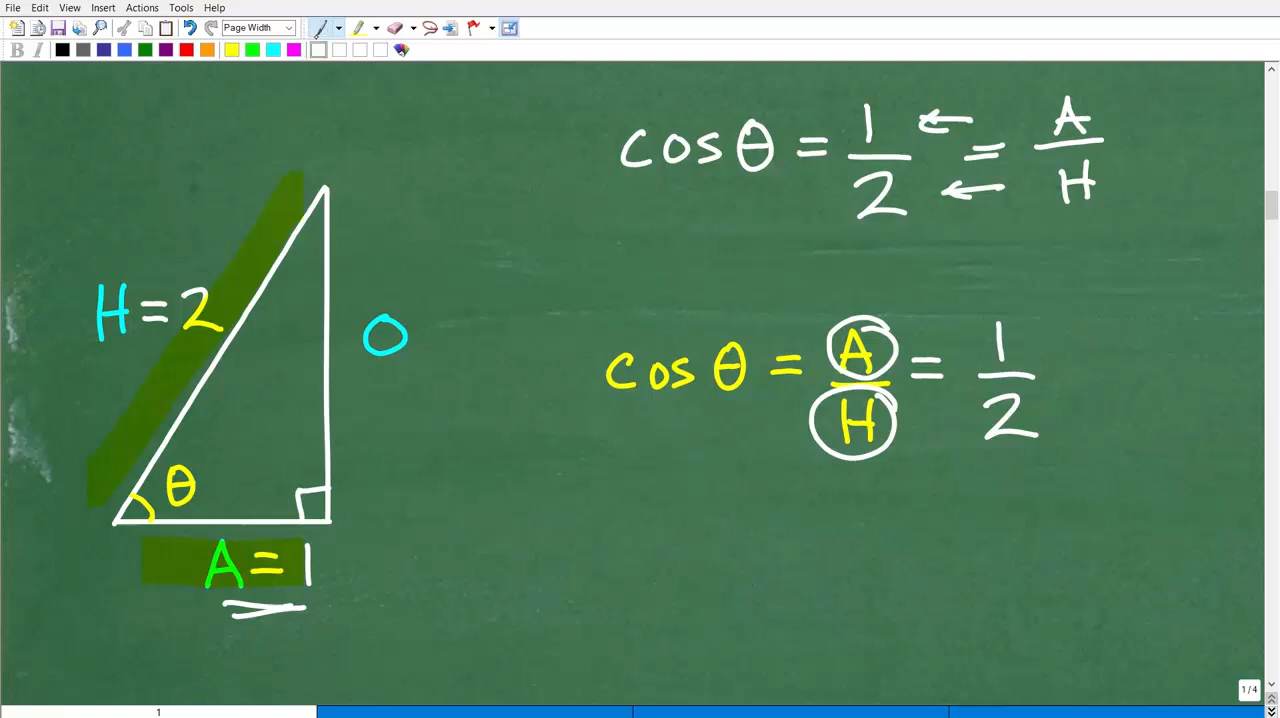 File Edit View Insert Actions Tools Help
Page Width
B I
cos θ = 1/2 = A/H
H = 2
O
cos θ = A/H = 1/2
θ
A = 1
1/4
1